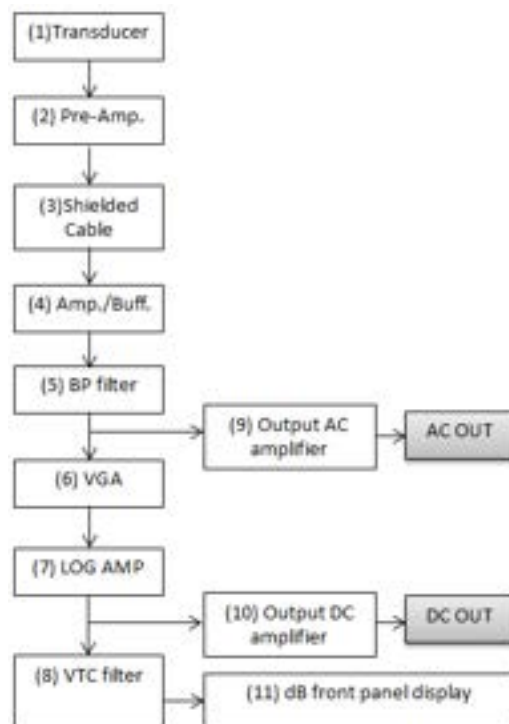 (1)Transducer
(2) Pre-Amp.
(3)Shielded
Cable
(4) Amp./Buff.
(5) BP filter
(9) Output AC
amplifier
AC OUT
(6) VGA
(7) LOG AMP
(10) Output DC
amplifier
DC OUT
(8) VTC filter
(11) dB front panel display